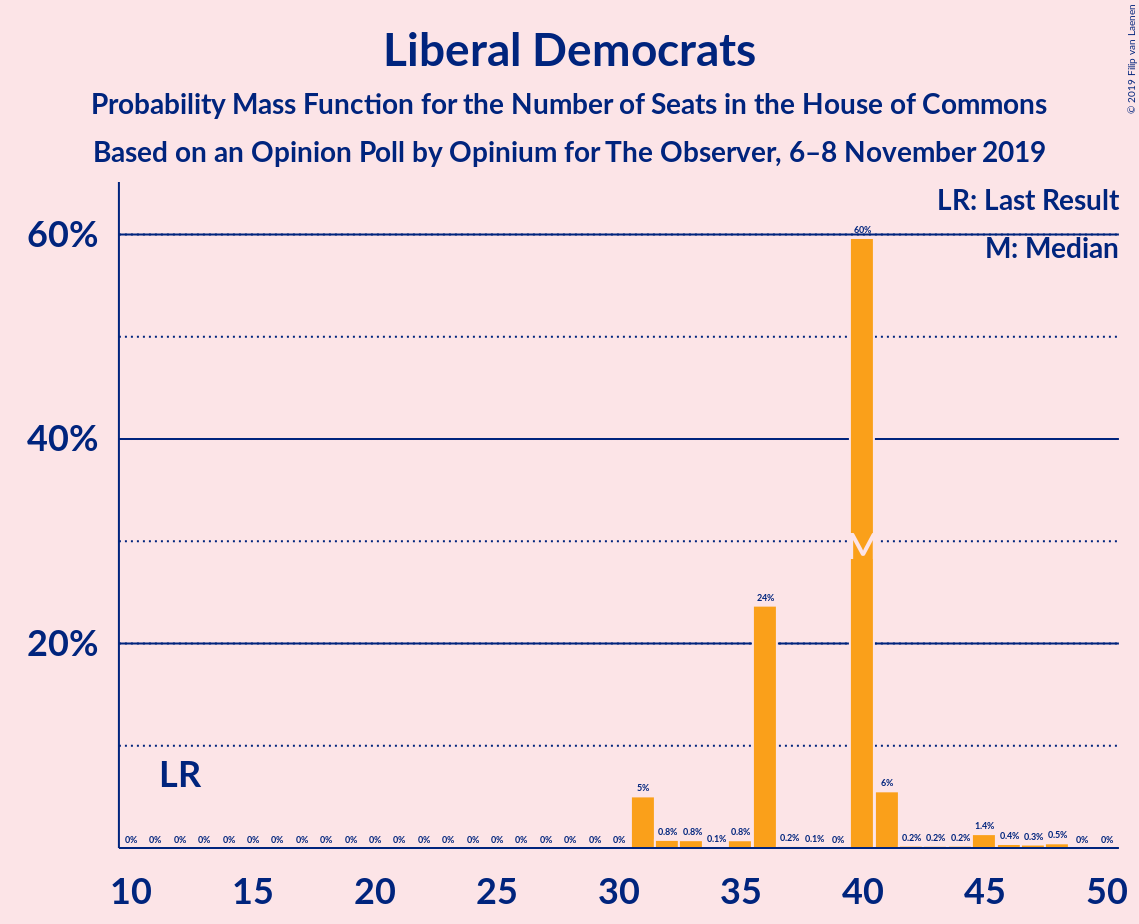 Liberal Democrats
Probability Mass Function for the Number of Seats in the House of Commons
Based on an Opinion Poll by Opinium for The Observer, 6–8 November 2019
© 2019 Filip van Laenen
LR: Last Result
M: Median
60%
40%
20%
60%
24%
M
LR
0% 0% 0% 0% 0% 0% 0% 0% 0% 0% 0% 0% 0% 0% 0% 0% 0% 0% 0% 0% 0% 5% 0.8% 0.8% 0.1% 0.8% 0.2% 0.1% 0% 6% 0.2% 0.2% 0.2% 1.4% 0.4% 0.3% 0.5% 0% 0%
10 15 20 25 30 35 40 45 50